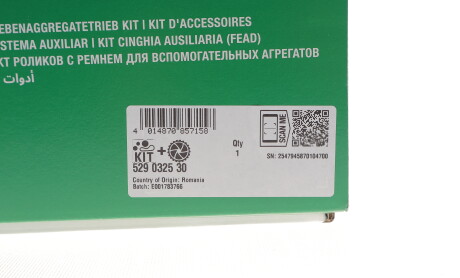 EBENAGGREGATETRIEB KIT | KIT D'ACCESSOIRES
STEMA AUXILIAR | KIT CINGHIA AUSILIARIA (FEAD)
КТ РОЛИКОВ С РЕМНЕМ ДЛЯ ВСПОМОГАТЕЛЬНЫХ АГРЕГАТОВ
أدوات
4 014870 857158
KIT +
529 0325 30
Qty
1
SCAN ME
SN: 2547945870104700
Country of Origin: Romania
Batch: E001783766